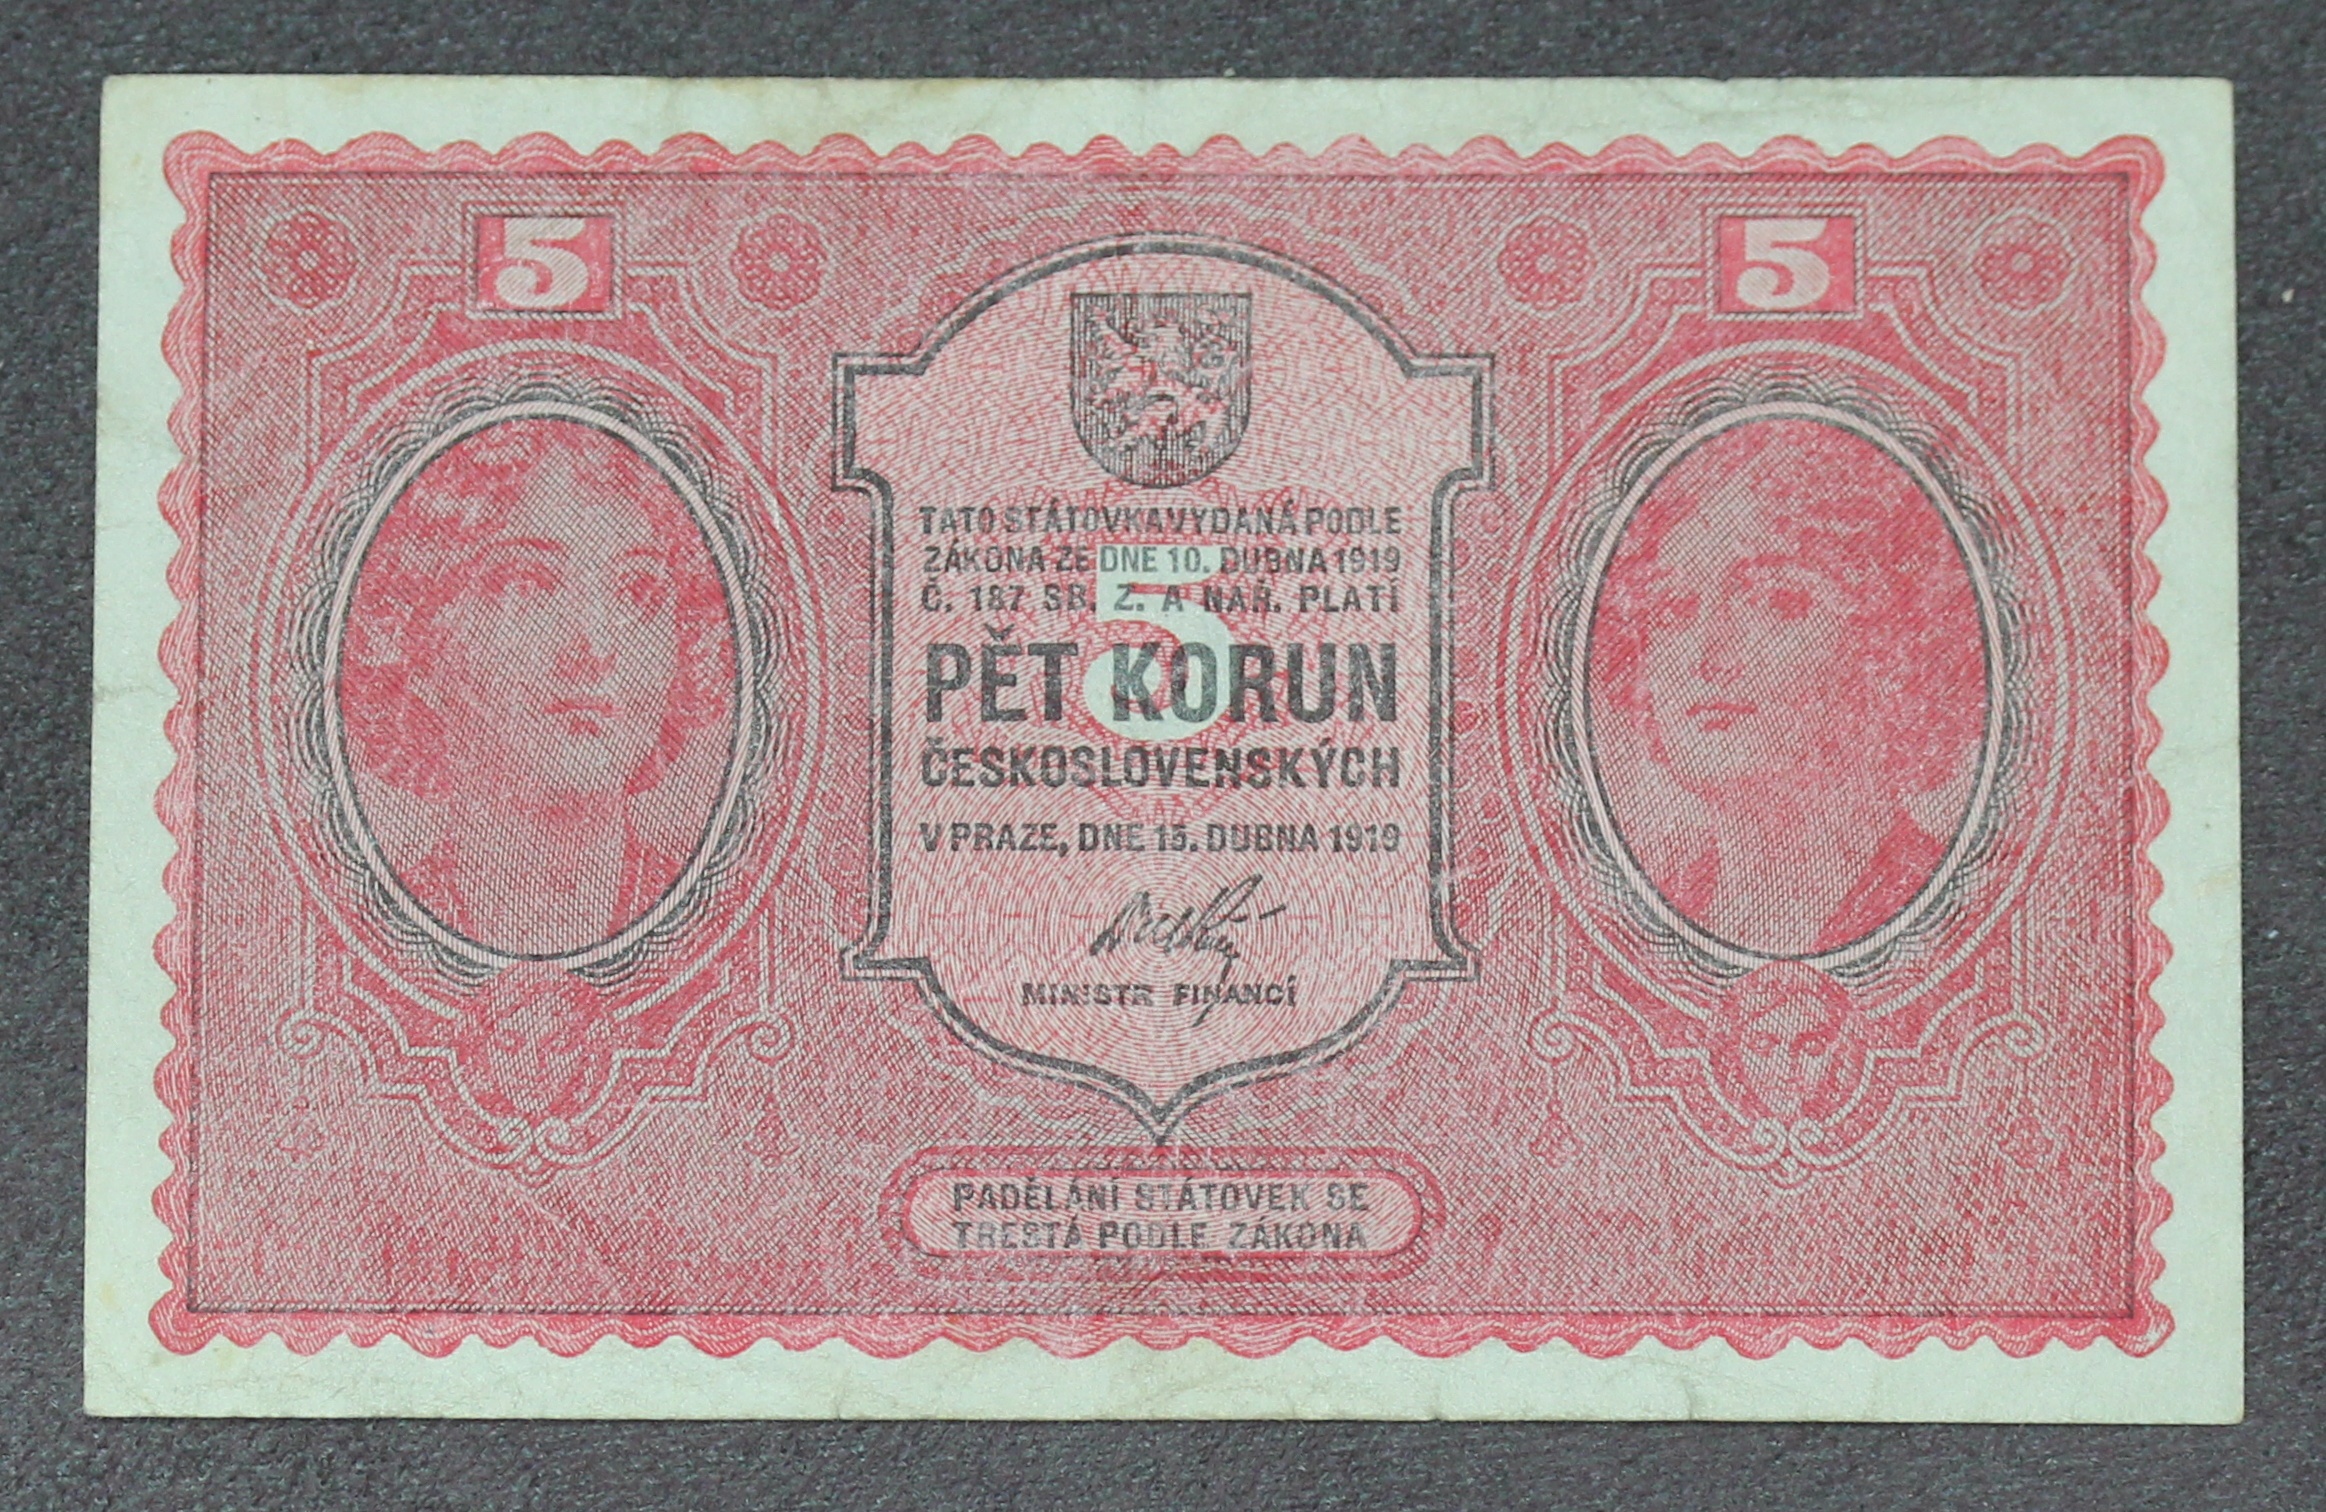 5 5
TATO STÁTOVKA VYDANÁ PODLE
ZÁKONA ZE DNE 10. DUBNA 1919
Č. 187 SB. Z. A NAŘ. PLATÍ
5
PĚT KORUN
ČESKOSLOVENSKÝCH
V PRAZE, DNE 15. DUBNA 1919
MINISTR FINANCÍ
PADĚLÁNÍ STÁTOVEK SE
TRESTÁ PODLE ZÁKONA